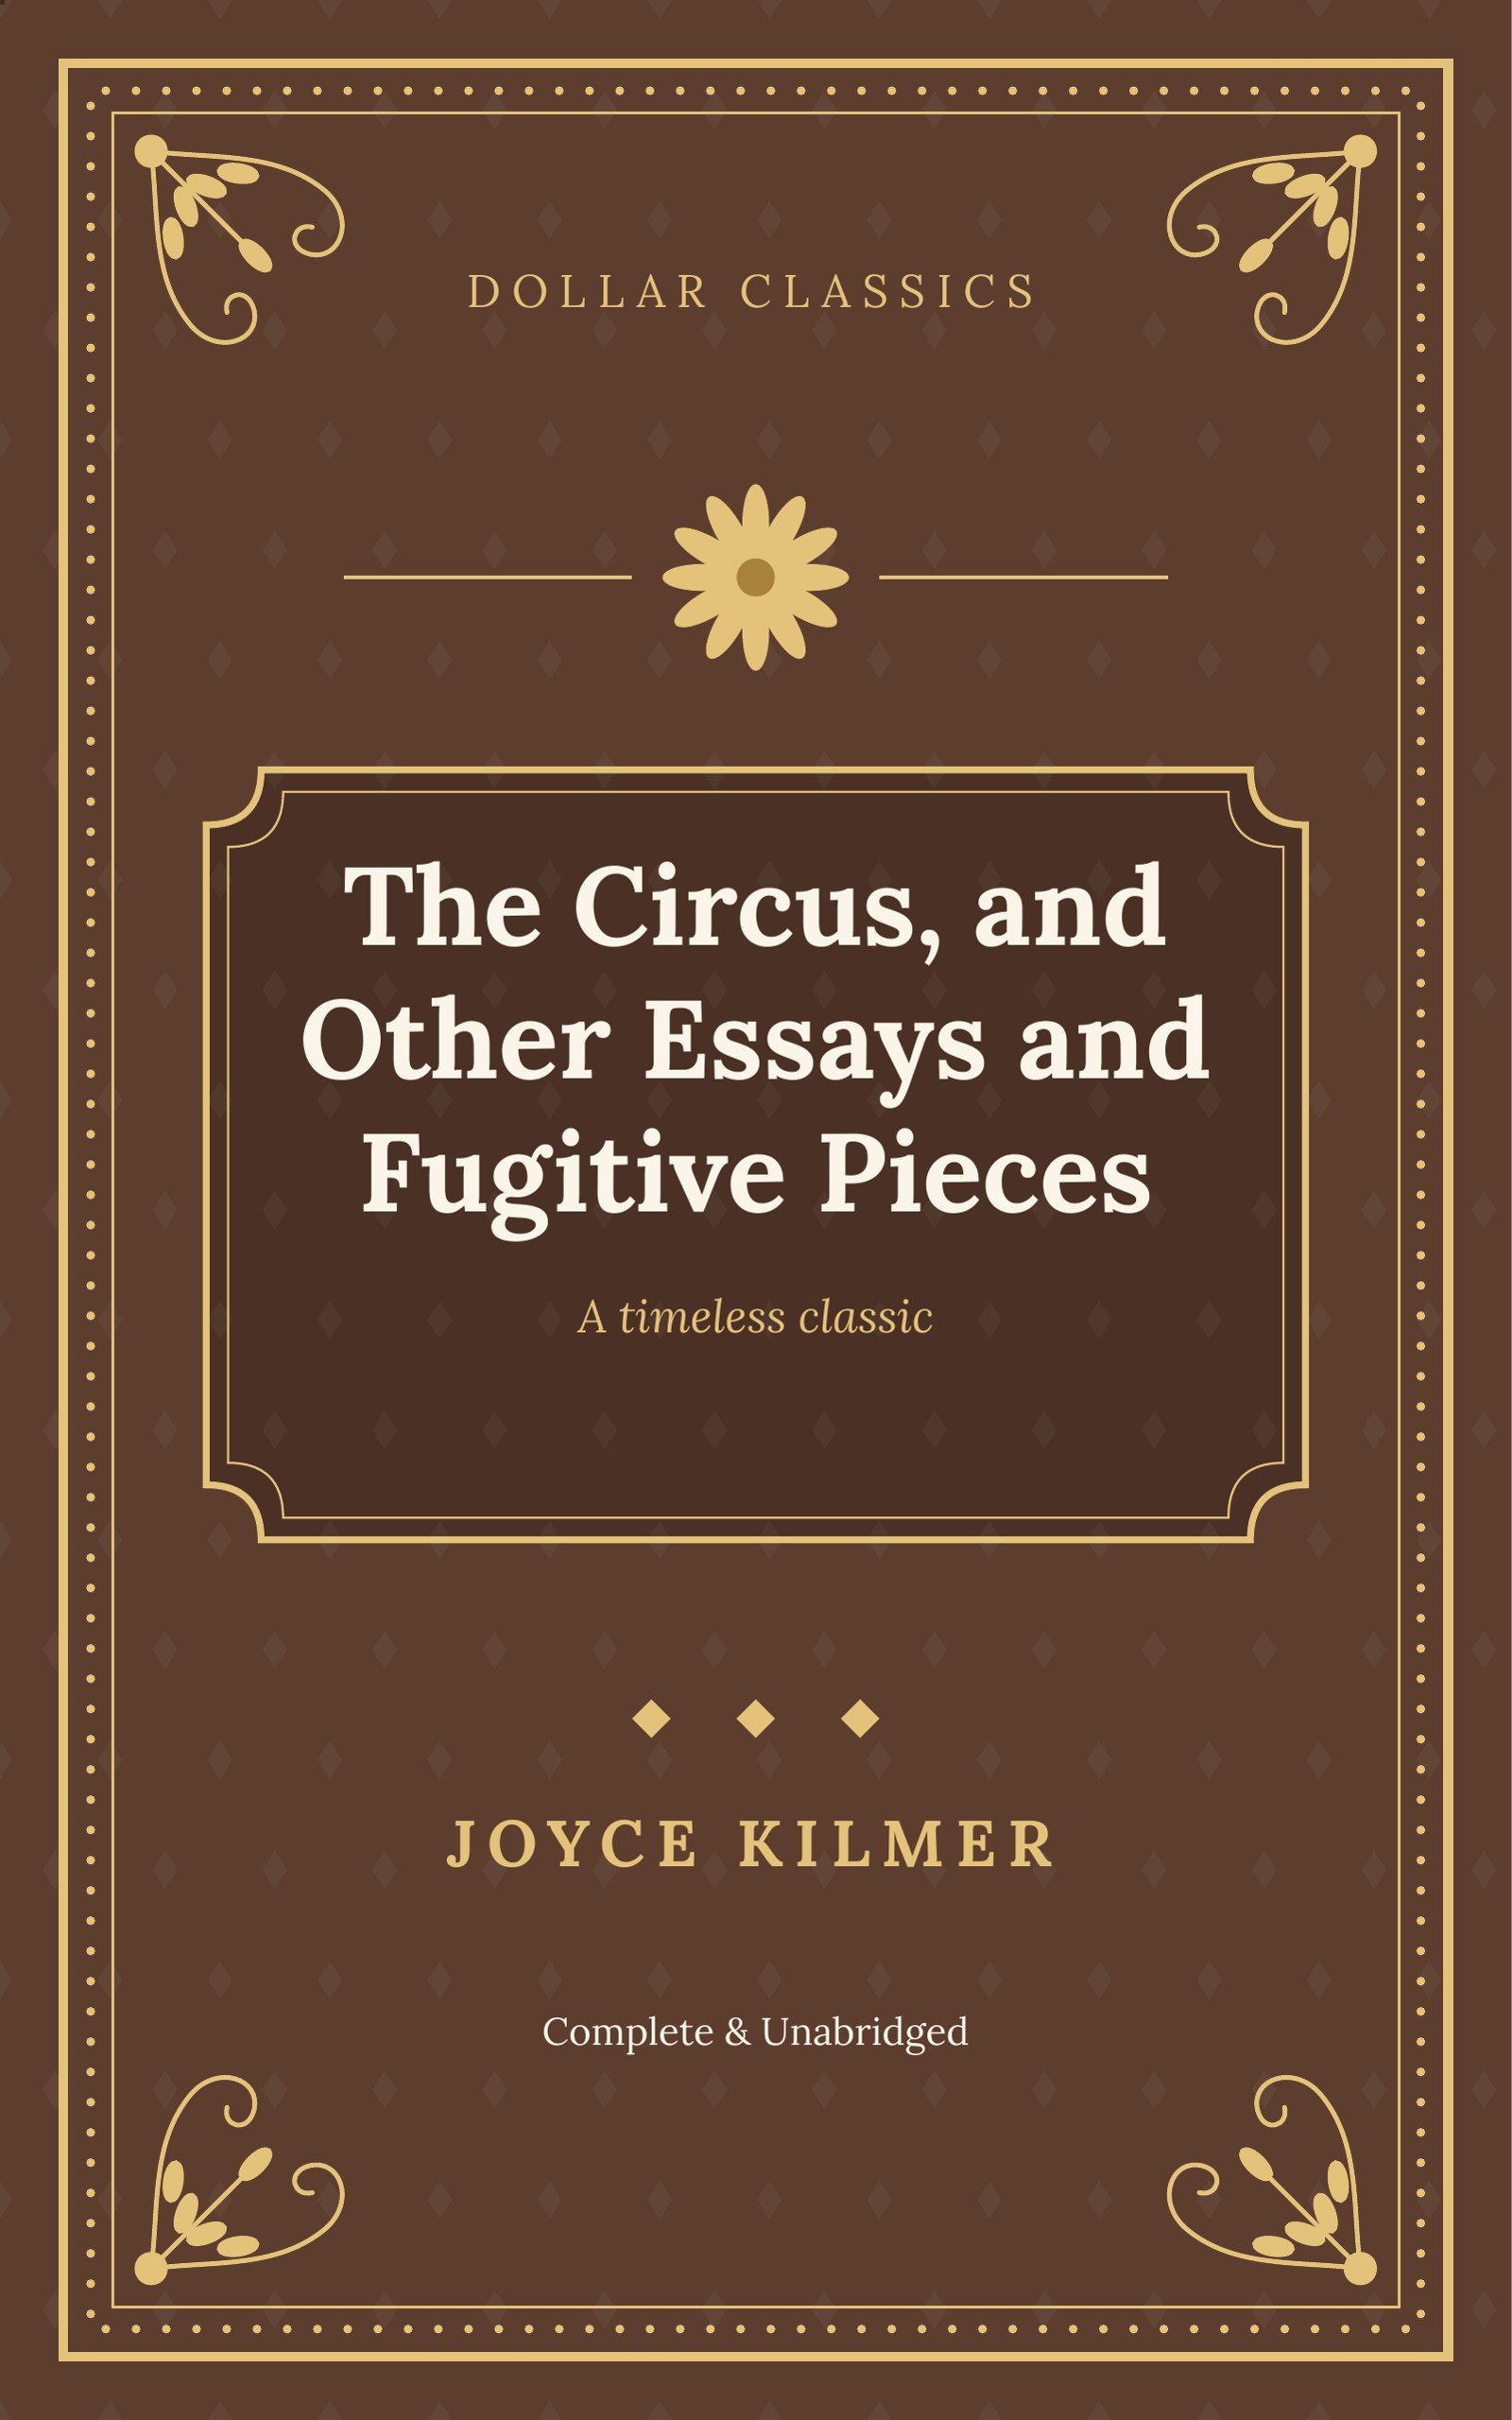 DOLLAR CLASSICS
The Circus, and
Other Essays and
Fugitive Pieces
A timeless classic
JOYCE KILMER
Complete & Unabridged